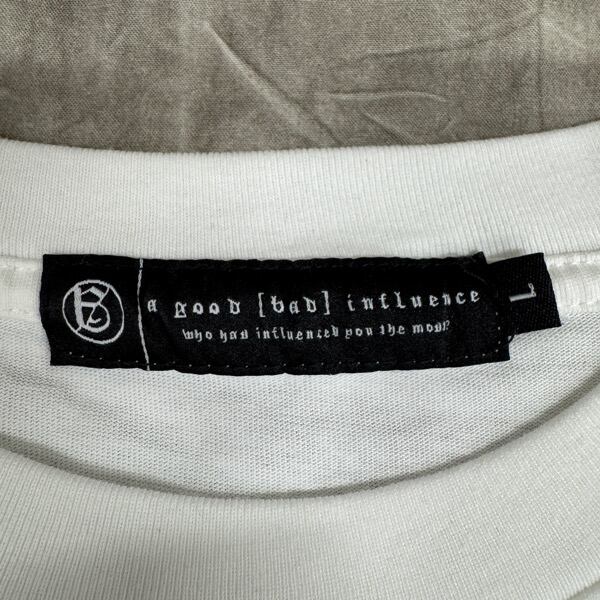 a good [bad] influence
who has influenced you the most?
L